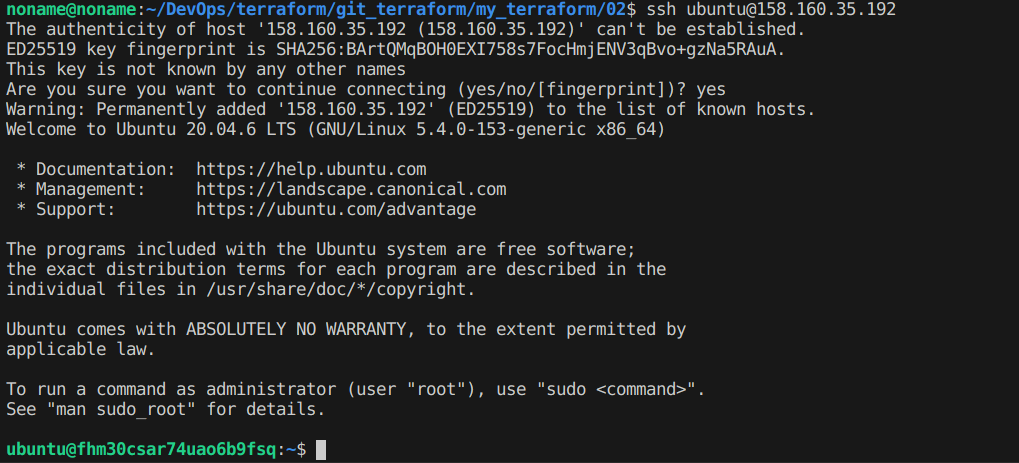 noname@noname:~/DevOps/terraform/git_terraform/my_terraform/02$ ssh ubuntu@158.160.35.192
The authenticity of host '158.160.35.192 (158.160.35.192)' can't be established.
ED25519 key fingerprint is SHA256:BArtQMqBOH0EXI758s7FocHmjENV3qBvo+gzNa5RAuA.
This key is not known by any other names
Are you sure you want to continue connecting (yes/no/[fingerprint])? yes
Warning: Permanently added '158.160.35.192' (ED25519) to the list of known hosts.
Welcome to Ubuntu 20.04.6 LTS (GNU/Linux 5.4.0-153-generic x86_64)

 * Documentation:  https://help.ubuntu.com
 * Management:     https://landscape.canonical.com
 * Support:        https://ubuntu.com/advantage

The programs included with the Ubuntu system are free software;
the exact distribution terms for each program are described in the
individual files in /usr/share/doc/*/copyright.

Ubuntu comes with ABSOLUTELY NO WARRANTY, to the extent permitted by
applicable law.

To run a command as administrator (user "root"), use "sudo <command>".
See "man sudo_root" for details.

ubuntu@fhm30csar74uao6b9fsq:~$